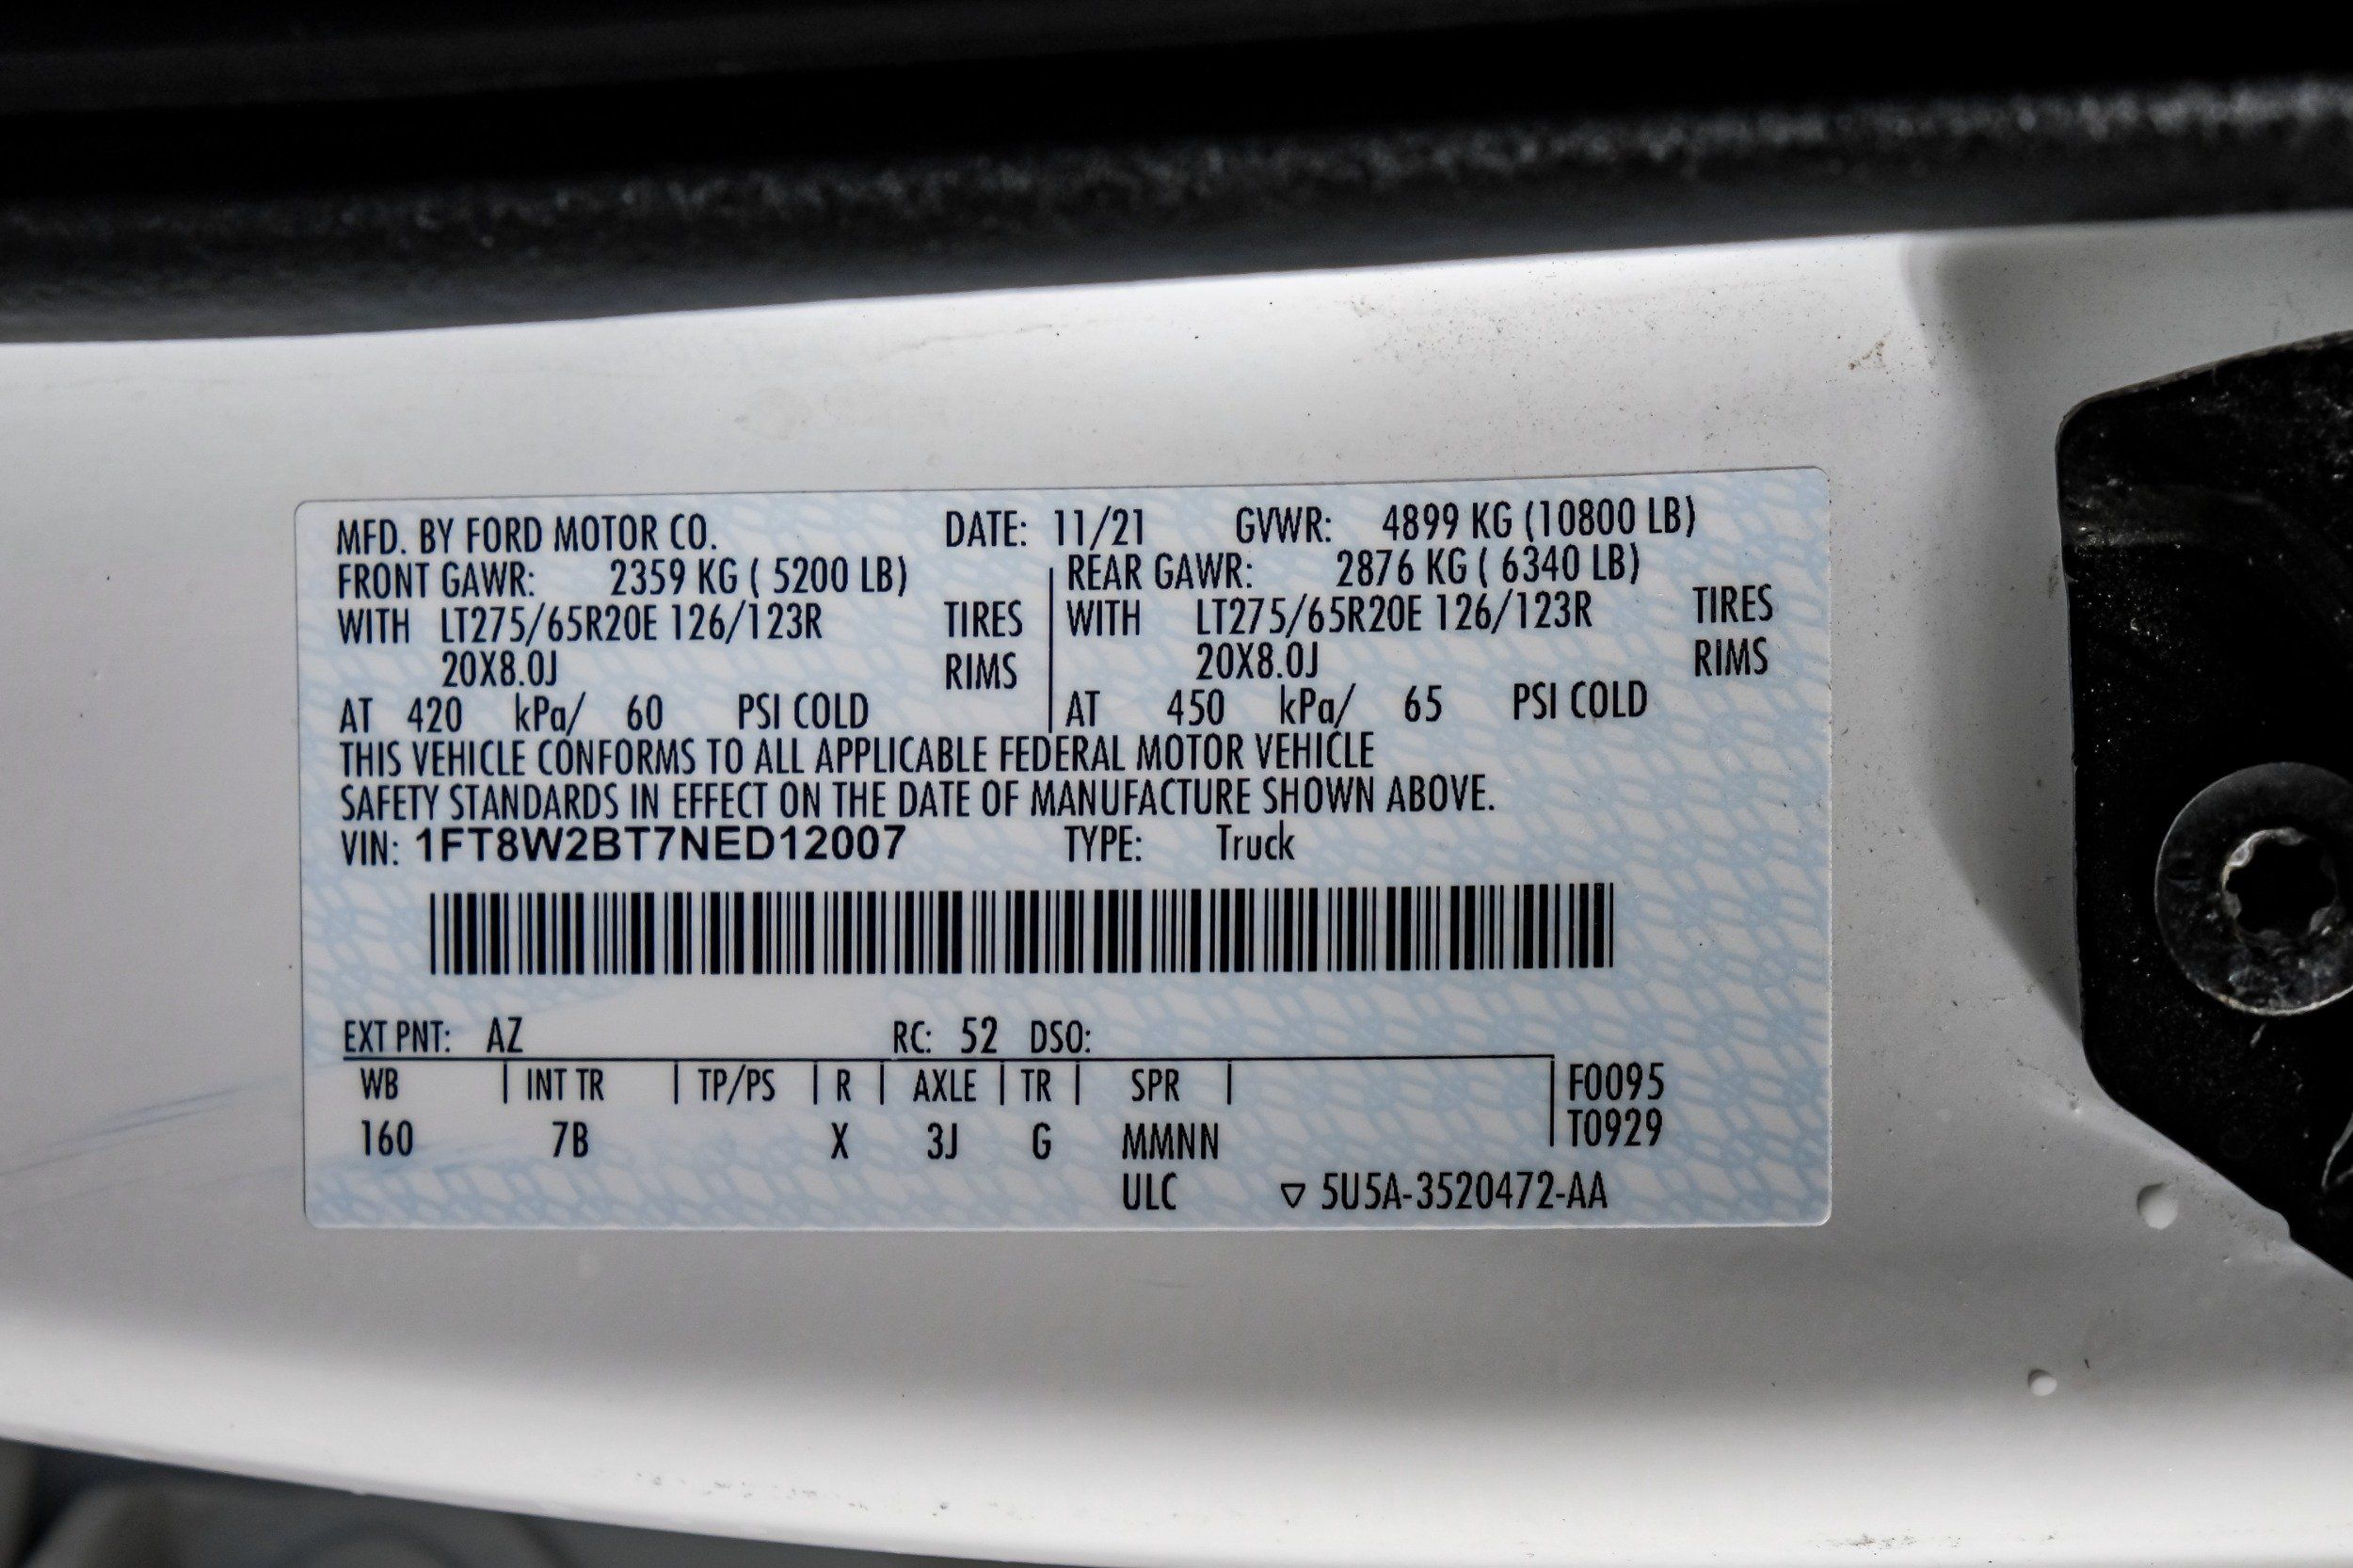 MFD. BY FORD MOTOR CO. DATE: 11/21 GVWR: 4899 KG (10800 LB)
FRONT GAWR: 2359 KG ( 5200 LB) REAR GAWR: 2876 KG ( 6340 LB)
WITH LT275/65R20E 126/123R TIRES WITH LT275/65R20E 126/123R TIRES
20X8.0J RIMS 20X8.0J RIMS
AT 420 kPa/ 60 PSI COLD AT 450 kPa/ 65 PSI COLD
THIS VEHICLE CONFORMS TO ALL APPLICABLE FEDERAL MOTOR VEHICLE
SAFETY STANDARDS IN EFFECT ON THE DATE OF MANUFACTURE SHOWN ABOVE.
VIN: 1FT8W2BT7NED12007 TYPE: Truck
EXT PNT: AZ RC: 52 DSO:
WB INT TR TP/PS R AXLE TR SPR F0095
160 7B X 3J G MMNN T0929
ULC ▽ 5U5A-3520472-AA